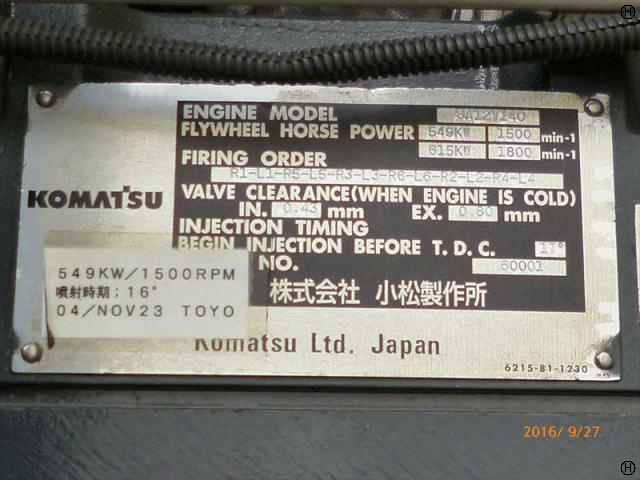 ENGINE MODEL SA12V140
FLYWHEEL HORSE POWER 549KW 1500 min-1
615KW 1800 min-1
FIRING ORDER
R1-L1-R5-L5-R3-L3-R6-L6-R2-L2-R4-L4
KOMATSU
VALVE CLEARANCE(WHEN ENGINE IS COLD)
IN. 0.43 mm EX. 0.80 mm
INJECTION TIMING
BEGIN INJECTION BEFORE T.D.C. 17°
NO. 60001
549KW/1500RPM
噴射時期；16°
04/NOV23 TOYO
株式会社 小松製作所
Komatsu Ltd. Japan
6215-81-1230
2016/ 9/27